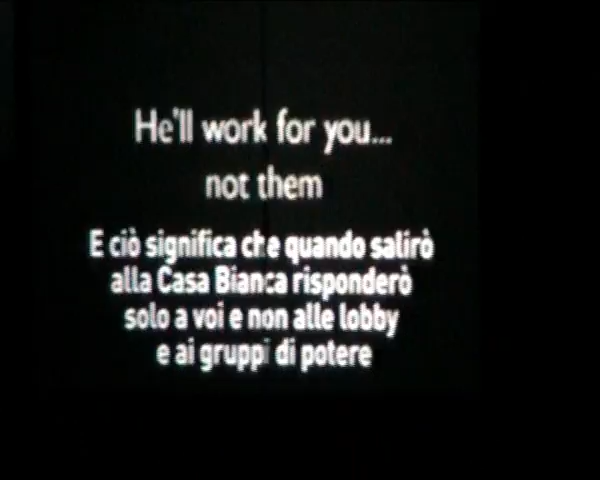 He'll work for you...
not them
E ciò significa che quando salirò
alla Casa Bianca risponderò
solo a voi e non alle lobby
e ai gruppi di potere